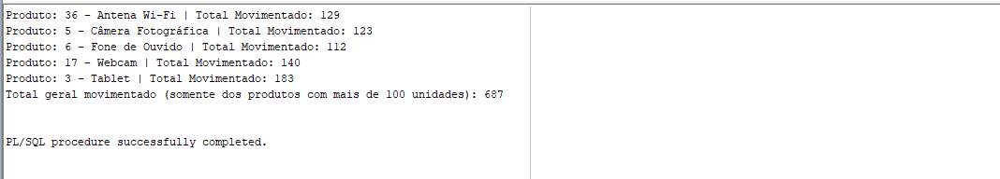 Produto: 36 - Antena Wi-Fi | Total Movimentado: 129
Produto: 5 - Câmera Fotográfica | Total Movimentado: 123
Produto: 6 - Fone de Ouvido | Total Movimentado: 112
Produto: 17 - Webcam | Total Movimentado: 140
Produto: 3 - Tablet | Total Movimentado: 183
Total geral movimentado (somente dos produtos com mais de 100 unidades): 687
PL/SQL procedure successfully completed.